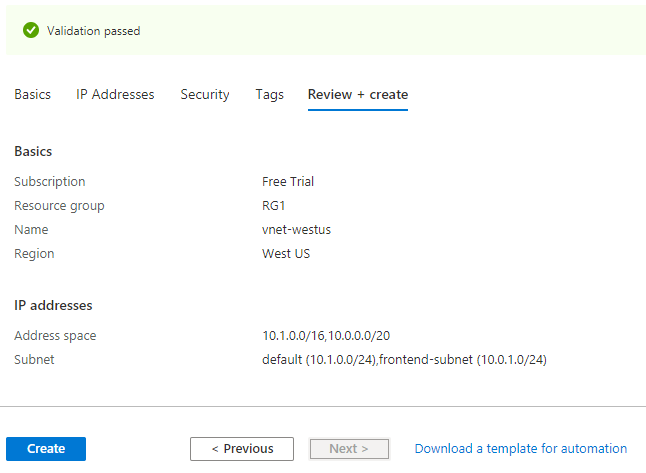 Validation passed
Basics IP Addresses Security Tags Review + create
Basics
Subscription Free Trial
Resource group RG1
Name vnet-westus
Region West US
IP addresses
Address space 10.1.0.0/16,10.0.0.0/20
Subnet default (10.1.0.0/24),frontend-subnet (10.0.1.0/24)
Create < Previous Next > Download a template for automation